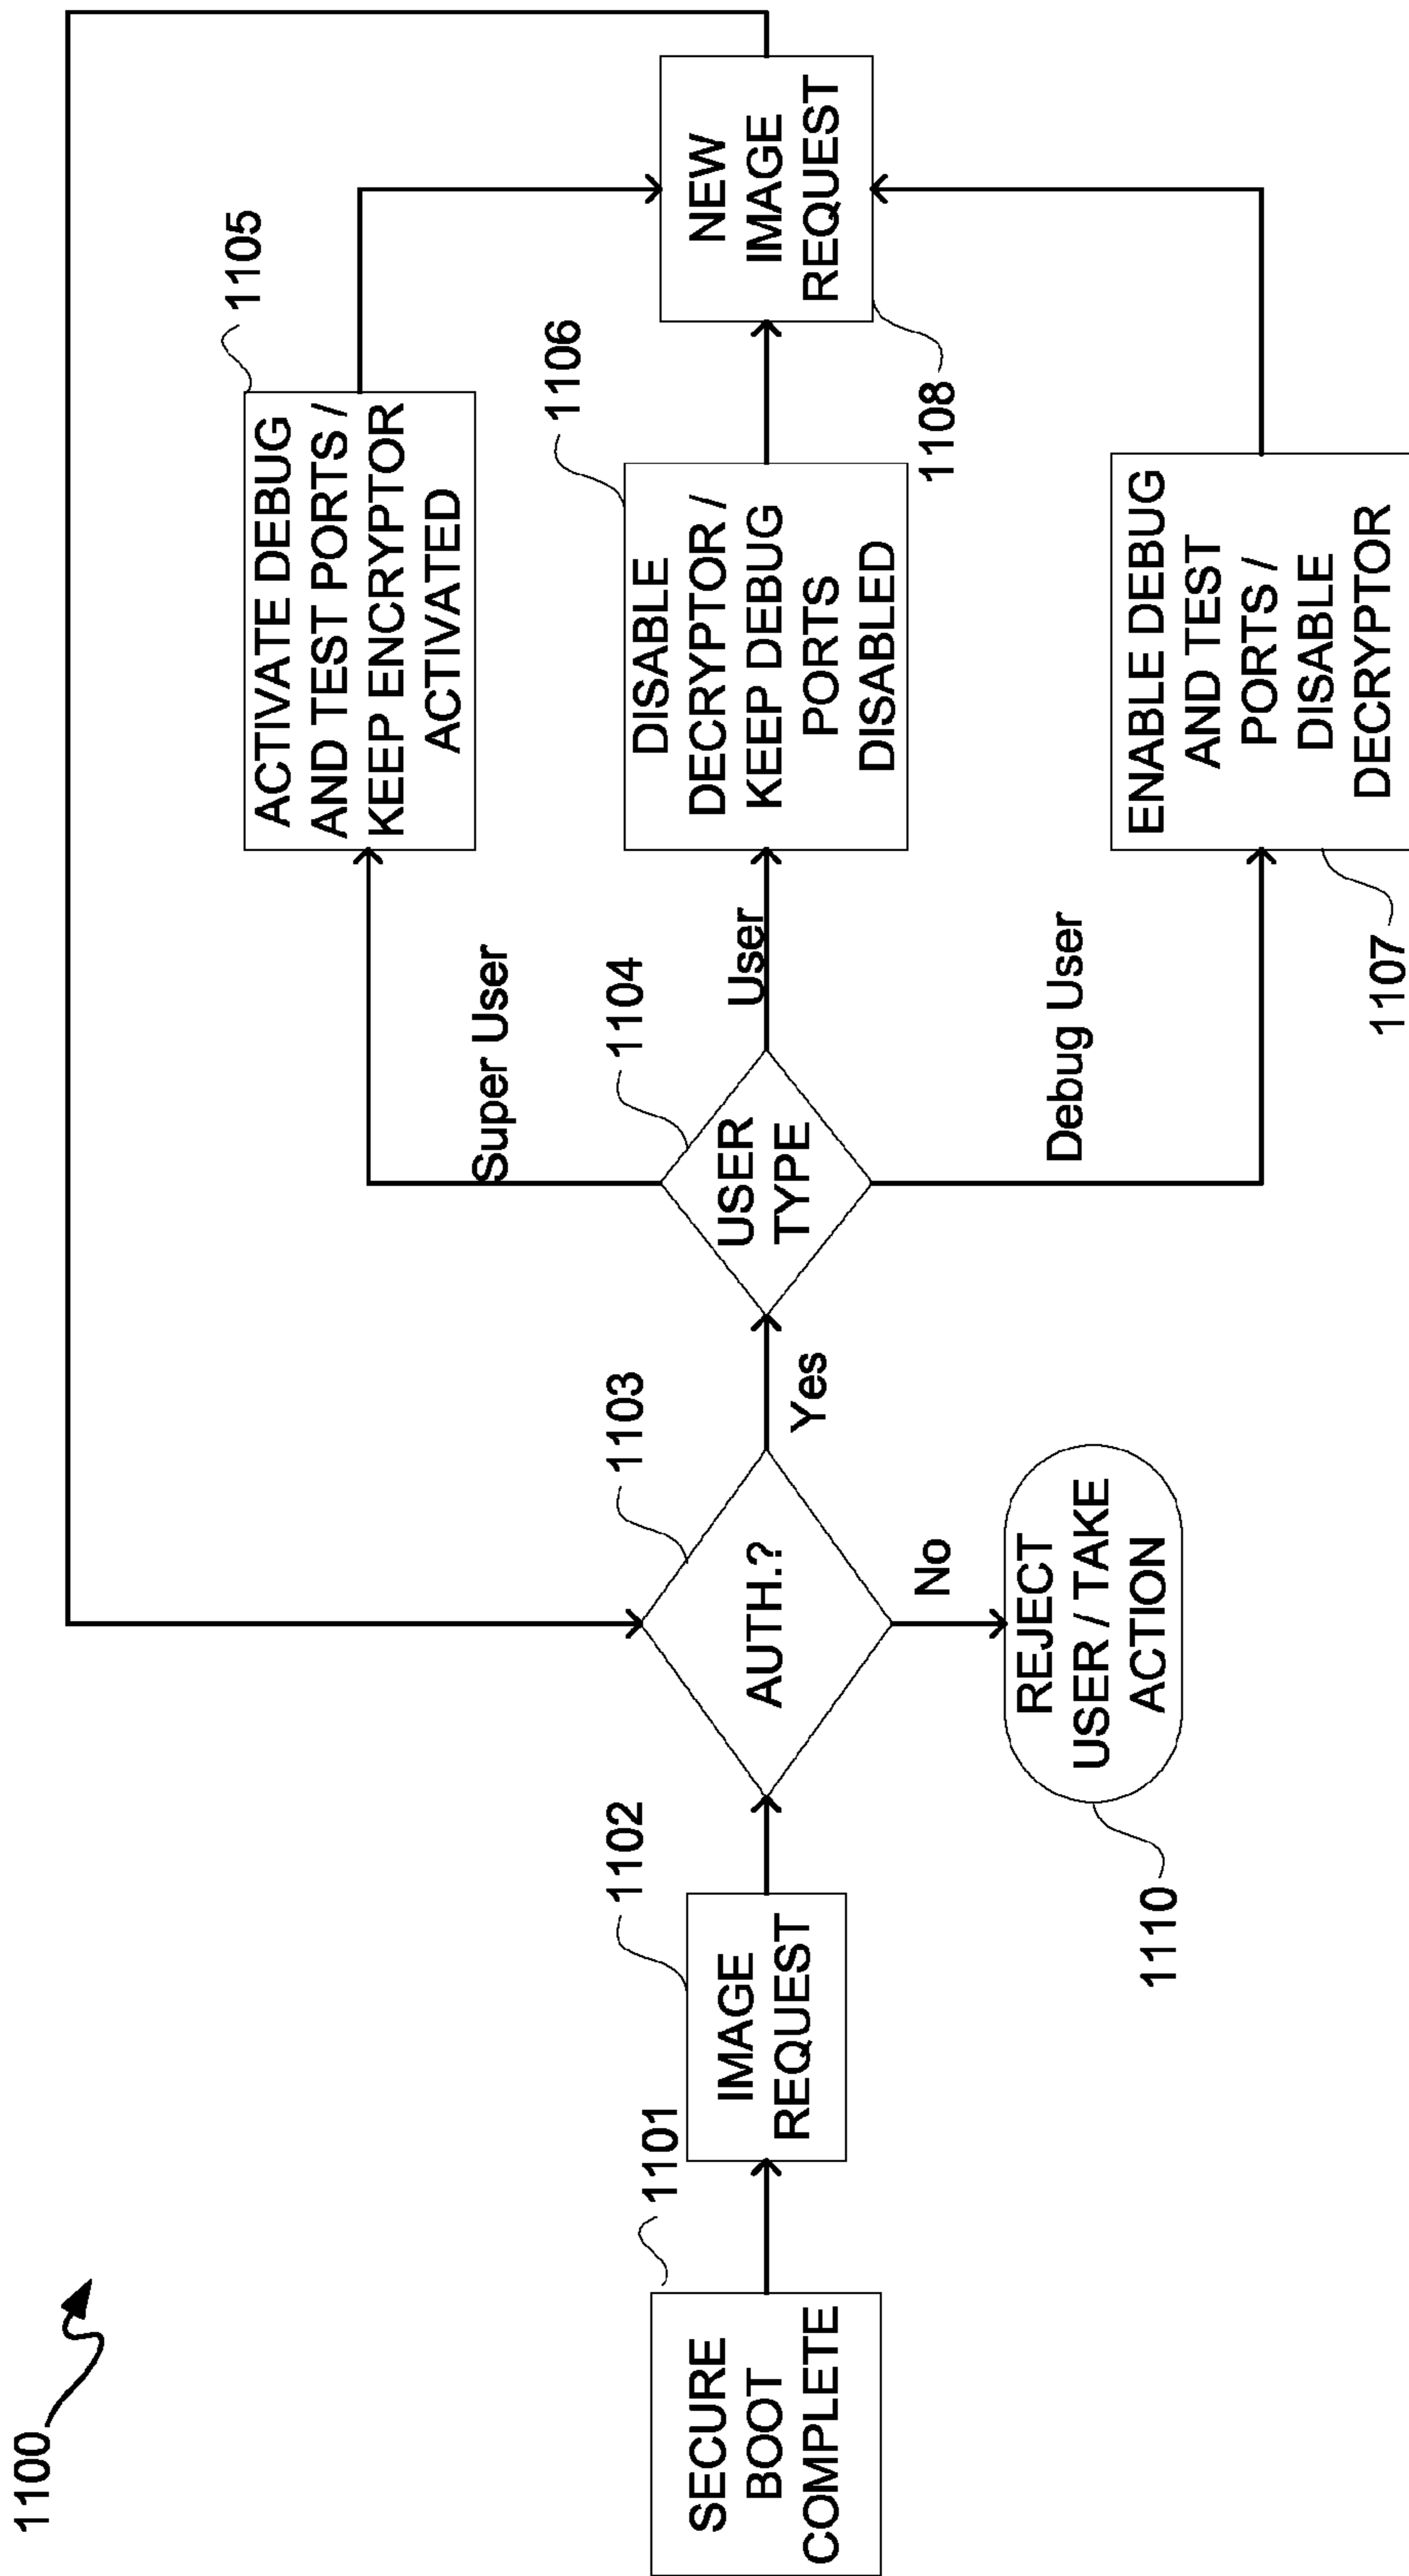 1100
SECURE
BOOT
COMPLETE
1101
IMAGE
REQUEST
1102
AUTH.?
1103
Yes
No
REJECT
USER / TAKE
ACTION
1110
USER
TYPE
1104
Super User
User
Debug User
ACTIVATE DEBUG
AND TEST PORTS /
KEEP ENCRYPTOR
ACTIVATED
1105
DISABLE
DECRYPTOR /
KEEP DEBUG
PORTS
DISABLED
1106
ENABLE DEBUG
AND TEST
PORTS /
DISABLE
DECRYPTOR
1107
NEW
IMAGE
REQUEST
1108